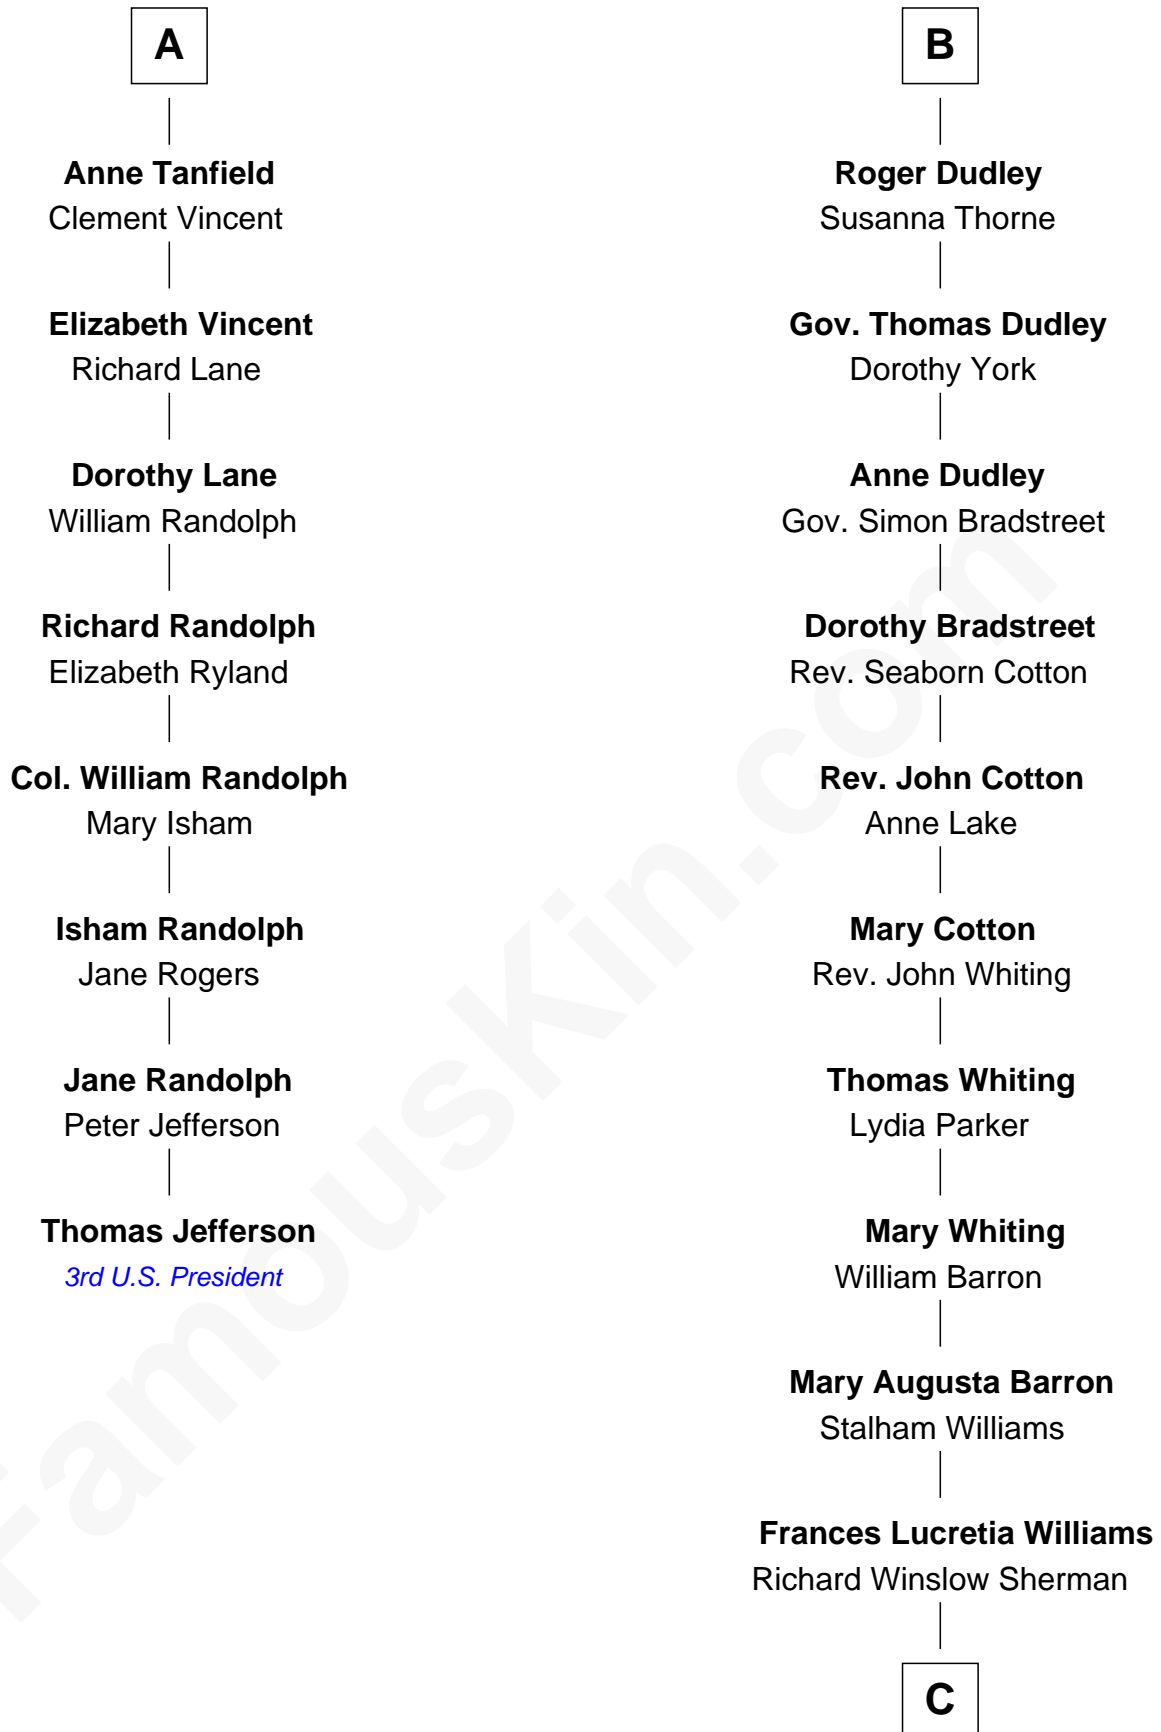 A
Anne Tanfield
Clement Vincent
Elizabeth Vincent
Richard Lane
Dorothy Lane
William Randolph
Richard Randolph
Elizabeth Ryland
Col. William Randolph
Mary Isham
Isham Randolph
Jane Rogers
Jane Randolph
Peter Jefferson
Thomas Jefferson
3rd U.S. President
B
Roger Dudley
Susanna Thorne
Gov. Thomas Dudley
Dorothy York
Anne Dudley
Gov. Simon Bradstreet
Dorothy Bradstreet
Rev. Seaborn Cotton
Rev. John Cotton
Anne Lake
Mary Cotton
Rev. John Whiting
Thomas Whiting
Lydia Parker
Mary Whiting
William Barron
Mary Augusta Barron
Stalham Williams
Frances Lucretia Williams
Richard Winslow Sherman
C
FamousKin.com